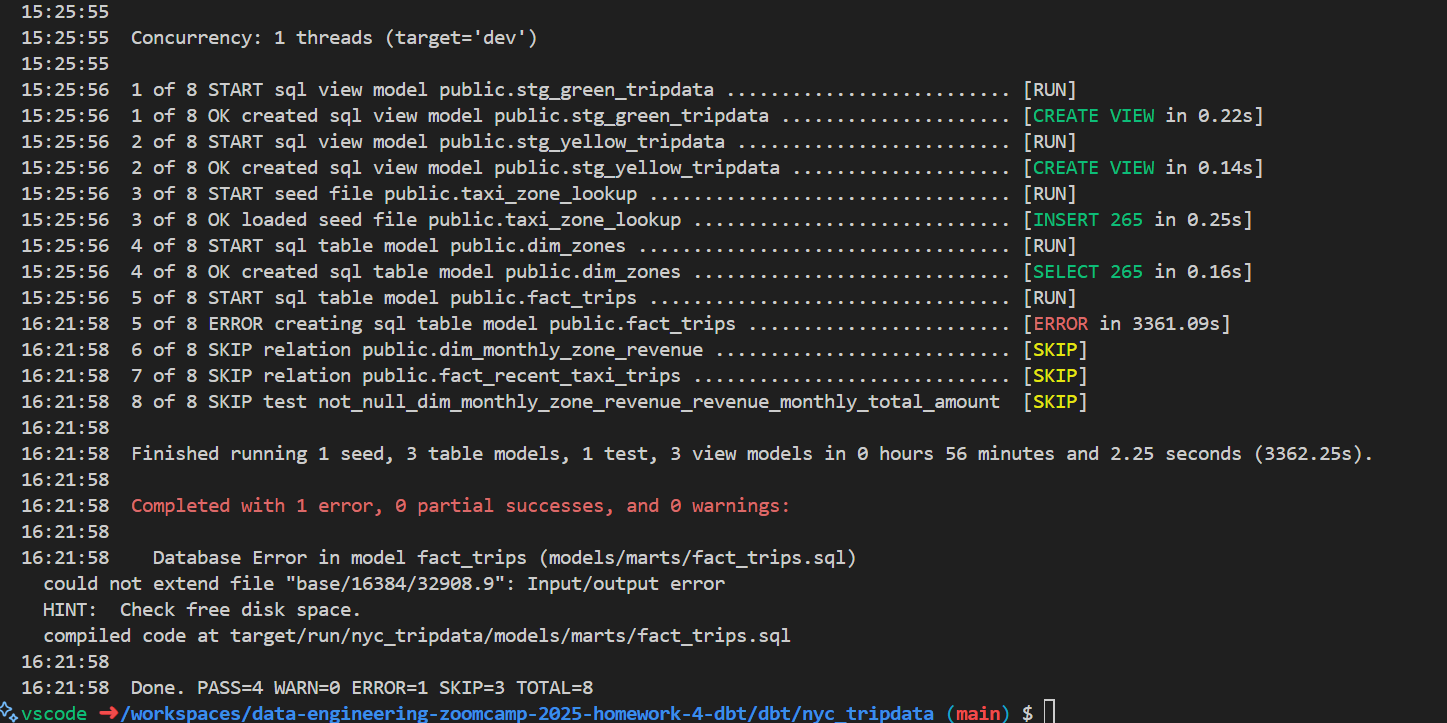 15:25:55
15:25:55  Concurrency: 1 threads (target='dev')
15:25:55
15:25:56  1 of 8 START sql view model public.stg_green_tripdata .......................... [RUN]
15:25:56  1 of 8 OK created sql view model public.stg_green_tripdata ..................... [CREATE VIEW in 0.22s]
15:25:56  2 of 8 START sql view model public.stg_yellow_tripdata ......................... [RUN]
15:25:56  2 of 8 OK created sql view model public.stg_yellow_tripdata .................... [CREATE VIEW in 0.14s]
15:25:56  3 of 8 START seed file public.taxi_zone_lookup ................................. [RUN]
15:25:56  3 of 8 OK loaded seed file public.taxi_zone_lookup ............................. [INSERT 265 in 0.25s]
15:25:56  4 of 8 START sql table model public.dim_zones .................................. [RUN]
15:25:56  4 of 8 OK created sql table model public.dim_zones ............................. [SELECT 265 in 0.16s]
15:25:56  5 of 8 START sql table model public.fact_trips ................................. [RUN]
16:21:58  5 of 8 ERROR creating sql table model public.fact_trips ........................ [ERROR in 3361.09s]
16:21:58  6 of 8 SKIP relation public.dim_monthly_zone_revenue ........................... [SKIP]
16:21:58  7 of 8 SKIP relation public.fact_recent_taxi_trips ............................. [SKIP]
16:21:58  8 of 8 SKIP test not_null_dim_monthly_zone_revenue_revenue_monthly_total_amount  [SKIP]
16:21:58
16:21:58  Finished running 1 seed, 3 table models, 1 test, 3 view models in 0 hours 56 minutes and 2.25 seconds (3362.25s).
16:21:58
16:21:58  Completed with 1 error, 0 partial successes, and 0 warnings:
16:21:58
16:21:58    Database Error in model fact_trips (models/marts/fact_trips.sql)
  could not extend file "base/16384/32908.9": Input/output error
  HINT:  Check free disk space.
  compiled code at target/run/nyc_tripdata/models/marts/fact_trips.sql
16:21:58
16:21:58  Done. PASS=4 WARN=0 ERROR=1 SKIP=3 TOTAL=8
vscode ➜/workspaces/data-engineering-zoomcamp-2025-homework-4-dbt/dbt/nyc_tripdata (main) $